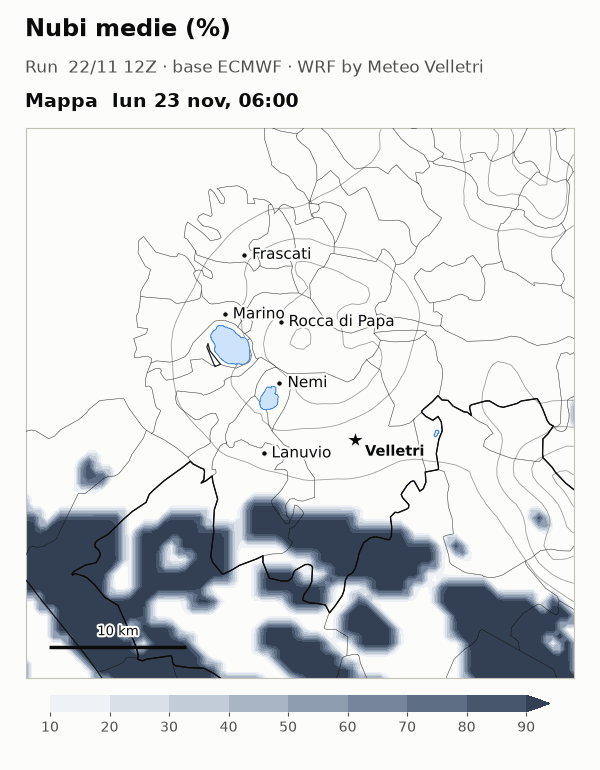 Nubi medie (%)
Run  22/11 12Z · base ECMWF · WRF by Meteo Velletri
Mappa  lun 23 nov, 06:00
Frascati
Marino
Rocca di Papa
Nemi
Velletri
Lanuvio
10 km
10 20 30 40 50 60 70 80 90